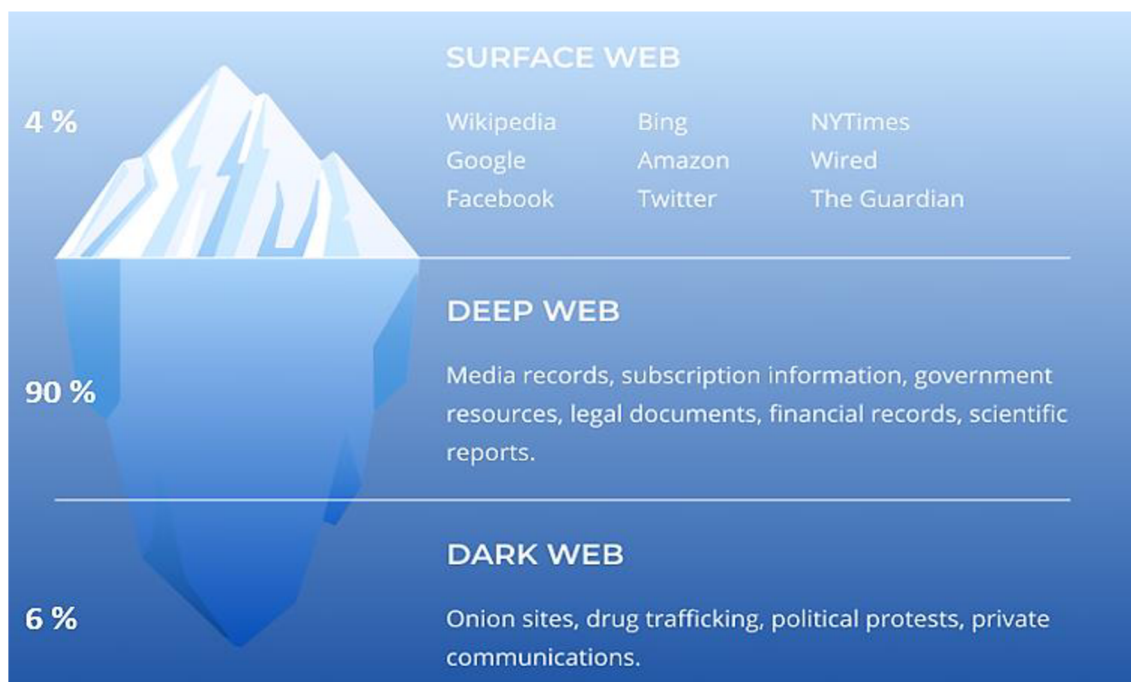 SURFACE WEB
4 %
Wikipedia Bing NYTimes
Google Amazon Wired
Facebook Twitter The Guardian
DEEP WEB
90 %
Media records, subscription information, government
resources, legal documents, financial records, scientific
reports.
DARK WEB
6 %
Onion sites, drug trafficking, political protests, private
communications.